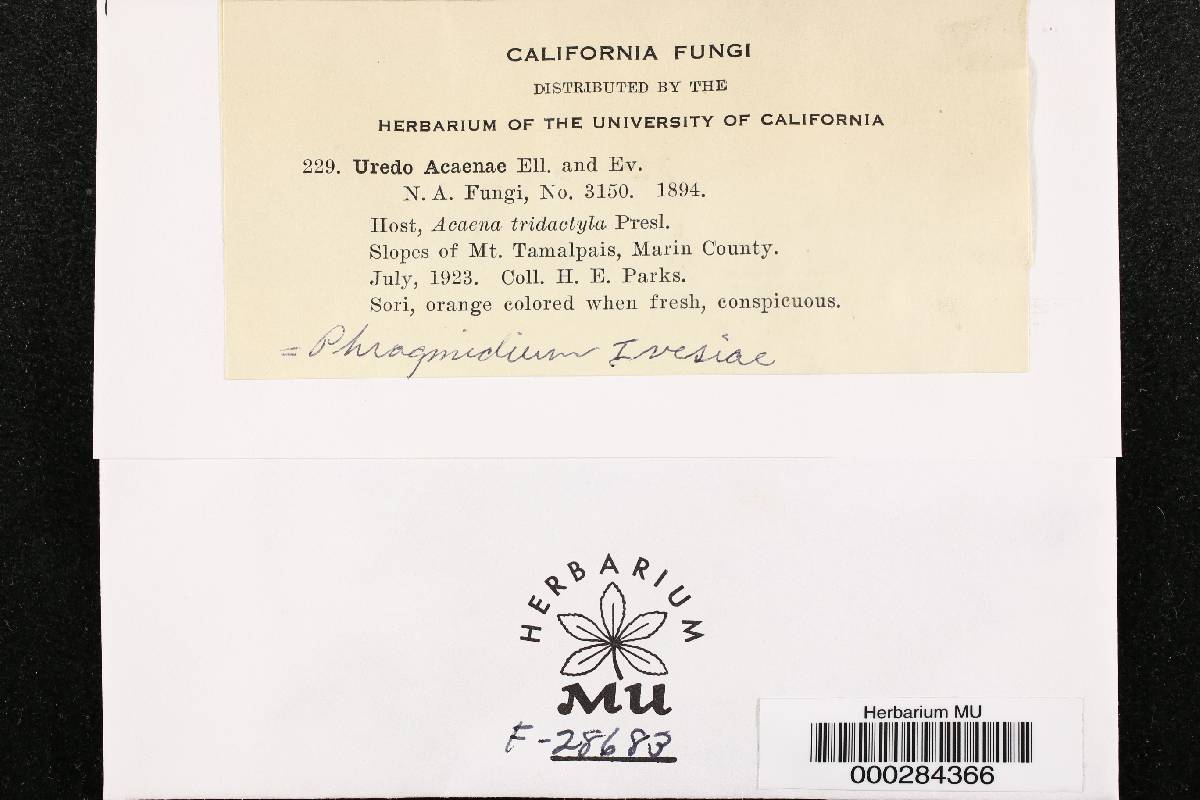 CALIFORNIA FUNGI
DISTRIBUTED BY THE
HERBARIUM OF THE UNIVERSITY OF CALIFORNIA
229. Uredo Acaenae Ell. and Ev.
N. A. Fungi, No. 3150. 1894.
Host, Acaena tridactyla Presl.
Slopes of Mt. Tamalpais, Marin County.
July, 1923. Coll. H. E. Parks.
Sori, orange colored when fresh, conspicuous.
= Phragmidium Ivesiae
HERBARIUM
MU
F-28683
Herbarium MU
000284366